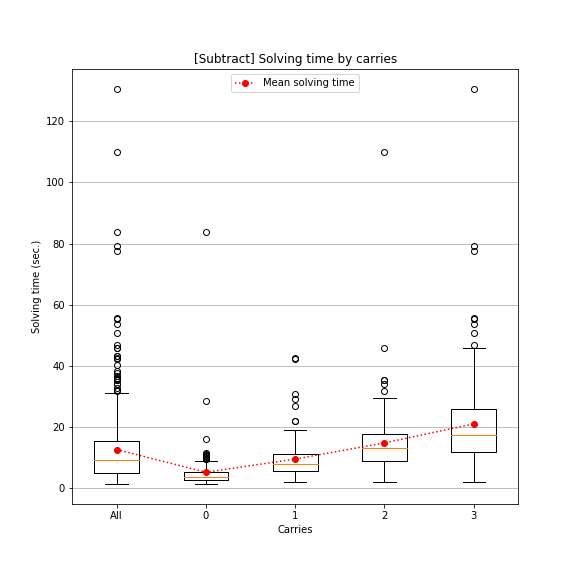 [Subtract] Solving time by carries
Mean solving time
120
100
80
60
40
20
0
Solving time (sec.)
All 0 1 2 3
Carries